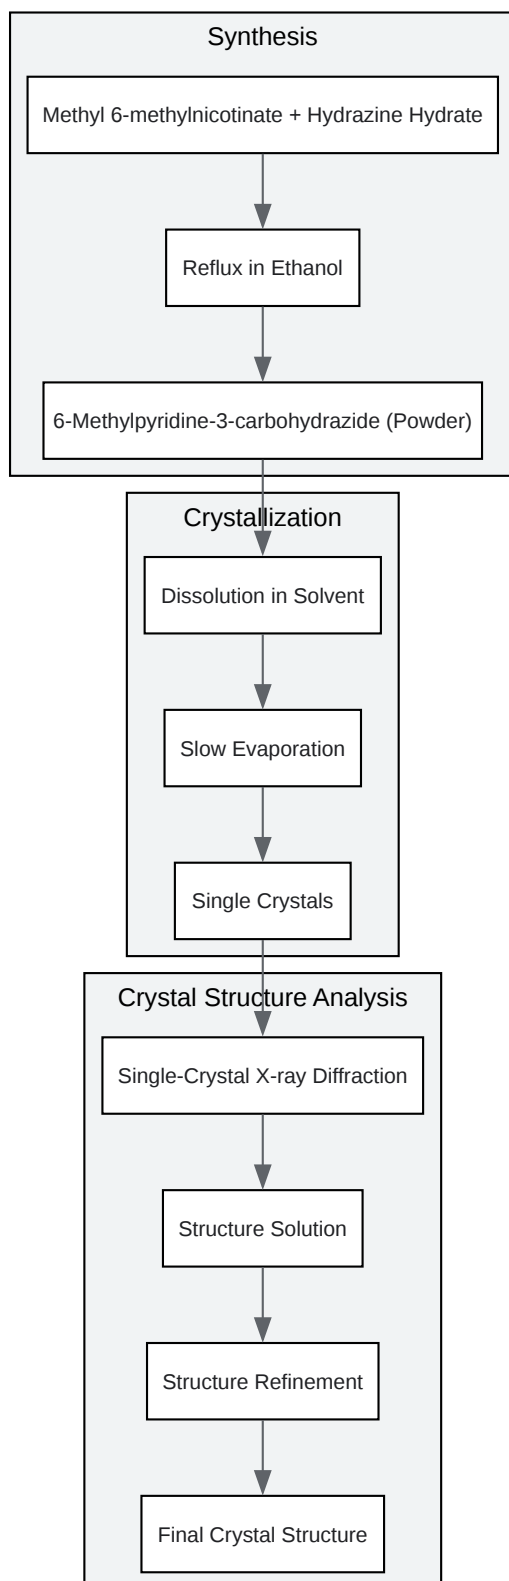 Synthesis
Methyl 6-methylnicotinate + Hydrazine Hydrate
Reflux in Ethanol
6-Methylpyridine-3-carbohydrazide (Powder)
Crystallization
Dissolution in Solvent
Slow Evaporation
Single Crystals
Crystal Structure Analysis
Single-Crystal X-ray Diffraction
Structure Solution
Structure Refinement
Final Crystal Structure